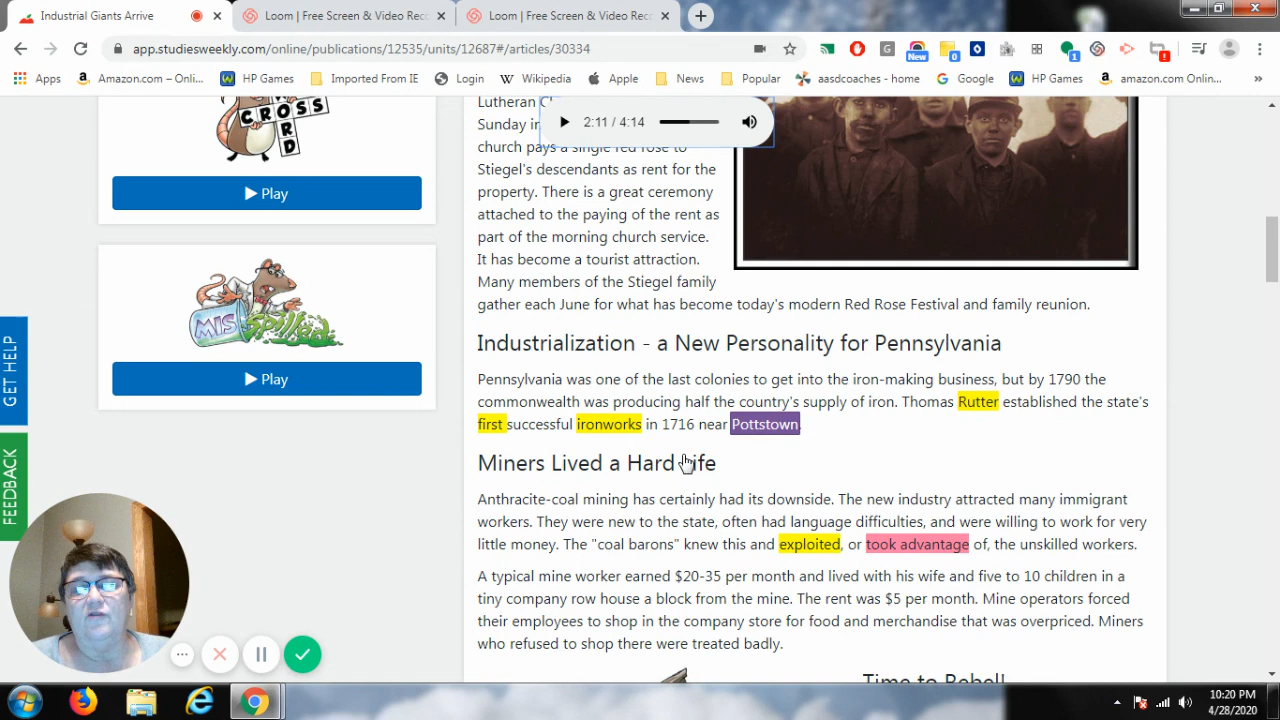 Industrial Giants Arrive
Loom | Free Screen & Video Rec
Loom | Free Screen & Video Rec
app.studiesweekly.com/online/publications/12535/units/12687#/articles/30334
New
0
1
Apps
Amazon.com – Onli...
HP Games
Imported From IE
Login
Wikipedia
Apple
News
Popular
aasdcoaches - home
Google
HP Games
amazon.com Onlin...
»
CROSS
WORD
Play
MIS Spilled
Play
GET HELP
FEEDBACK
Lutheran C
2:11 / 4:14
Sunday in
church pays a single red rose to
Stiegel's descendants as rent for the
property. There is a great ceremony
attached to the paying of the rent as
part of the morning church service.
It has become a tourist attraction.
Many members of the Stiegel family
gather each June for what has become today's modern Red Rose Festival and family reunion.
Industrialization - a New Personality for Pennsylvania
Pennsylvania was one of the last colonies to get into the iron-making business, but by 1790 the
commonwealth was producing half the country's supply of iron. Thomas Rutter established the state's
first successful ironworks in 1716 near Pottstown.
Miners Lived a Hard Life
Anthracite-coal mining has certainly had its downside. The new industry attracted many immigrant
workers. They were new to the state, often had language difficulties, and were willing to work for very
little money. The "coal barons" knew this and exploited, or took advantage of, the unskilled workers.
A typical mine worker earned $20-35 per month and lived with his wife and five to 10 children in a
tiny company row house a block from the mine. The rent was $5 per month. Mine operators forced
their employees to shop in the company store for food and merchandise that was overpriced. Miners
who refused to shop there were treated badly.
Time to Rebel!
10:20 PM
4/28/2020